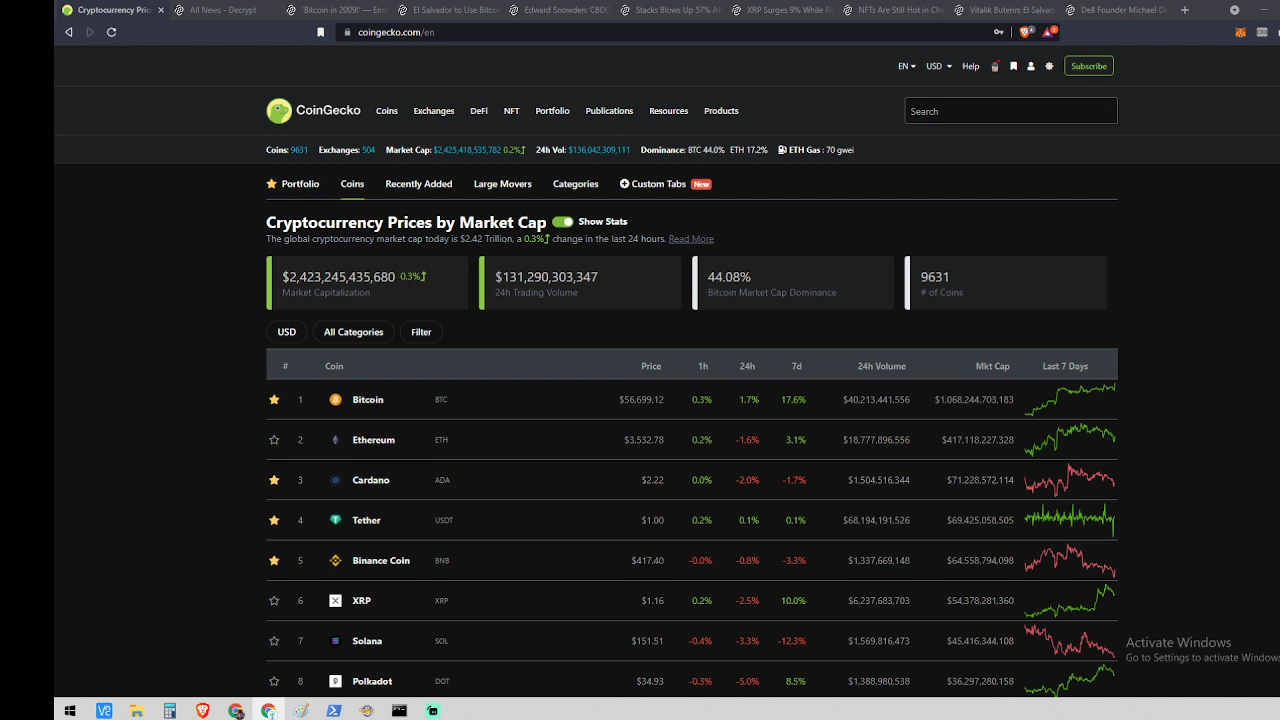 Cryptocurrency Pric
All News - Decrypt
'Bitcoin in 2009!' — Em
El Salvador to Use Bitco
Edward Snowden: CBDC
Stacks Blows Up 57% Af
XRP Surges 9% While R
NFTs Are Still Hot in Chi
Vitalik Buterin: El Salvad
Dell Founder Michael De
coingecko.com/en
EN USD Help Subscribe
CoinGecko Coins Exchanges DeFi NFT Portfolio Publications Resources Products Search
Coins: 9631 Exchanges: 504 Market Cap: $2,425,418,535,782 0.2% 24h Vol: $136,042,309,111 Dominance: BTC 44.0% ETH 17.2% ETH Gas : 70 gwei
Portfolio Coins Recently Added Large Movers Categories Custom Tabs New
Cryptocurrency Prices by Market Cap Show Stats
The global cryptocurrency market cap today is $2.42 Trillion, a 0.3% change in the last 24 hours. Read More
$2,423,245,435,680 0.3% $131,290,303,347 44.08% 9631
Market Capitalization 24h Trading Volume Bitcoin Market Cap Dominance # of Coins
USD All Categories Filter
# Coin Price 1h 24h 7d 24h Volume Mkt Cap Last 7 Days
1 Bitcoin BTC $56,699.12 0.3% 1.7% 17.6% $40,213,441,556 $1,068,244,703,183
2 Ethereum ETH $3,532.78 0.2% -1.6% 3.1% $18,777,896,556 $417,118,227,328
3 Cardano ADA $2.22 0.0% -2.0% -1.7% $1,504,516,344 $71,228,572,114
4 Tether USDT $1.00 0.2% 0.1% 0.1% $68,194,191,526 $69,425,058,505
5 Binance Coin BNB $417.40 -0.0% -0.8% -3.3% $1,337,669,148 $64,558,794,098
6 XRP XRP $1.16 0.2% -2.5% 10.0% $6,237,683,703 $54,378,281,360
7 Solana SOL $151.51 -0.4% -3.3% -12.3% $1,569,816,473 $45,416,344,108
8 Polkadot DOT $34.93 -0.3% -5.0% 8.5% $1,388,980,538 $36,297,280,158
Activate Windows
Go to Settings to activate Windows